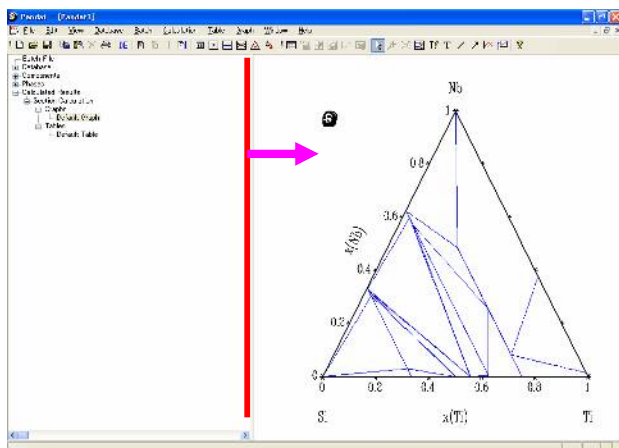 Pandat - [Pandat1]
File Edit View Database Batch Calculation Table Graph Window Help
Batch File
Database
Components
Phases
Calculated Results
Section Calculation
Graphs
Default Graph
Tables
Default Table
Nb
1
0.8
0.6
x(Nb)
0.4
0.2
0
0 0.2 0.4 0.6 0.8 1
Si x(Ti) Ti